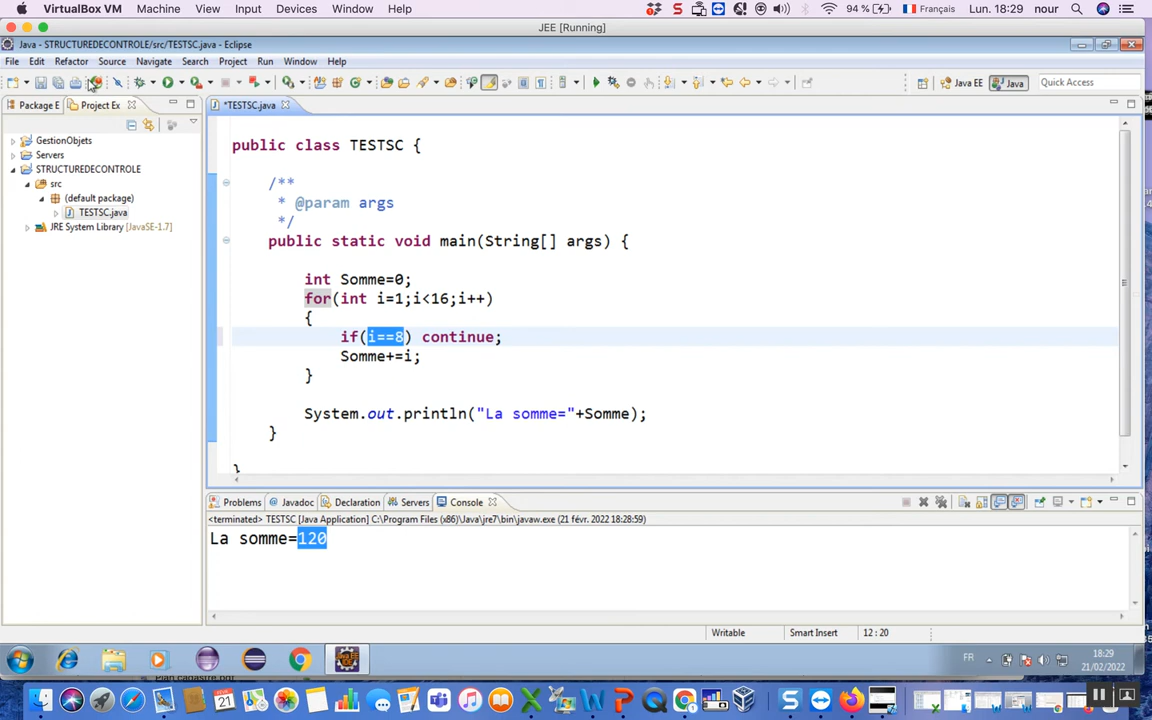 VirtualBox VM Machine View Input Devices Window Help 94 % Français Lun. 18:29 nour
JEE [Running]
Java - STRUCTUREDECONTROLE/src/TESTSC.java - Eclipse
File Edit Refactor Source Navigate Search Project Run Window Help
Java EE Java Quick Access
Package E Project Ex *TESTSC.java
GestionObjets
Servers
STRUCTUREDECONTROLE
src
(default package)
TESTSC.java
JRE System Library [JavaSE-1.7]
public class TESTSC {
/**
* @param args
*/
public static void main(String[] args) {
int Somme=0;
for(int i=1;i<16;i++)
{
if(i==8) continue;
Somme+=i;
}
System.out.println("La somme="+Somme);
}
}
Problems @ Javadoc Declaration Servers Console
<terminated> TESTSC [Java Application] C:\Program Files (x86)\Java\jre7\bin\javaw.exe (21 févr. 2022 18:28:59)
La somme=120
Writable Smart Insert 12 : 20
FR 18:29
21/02/2022
Plan cadastre.pdf